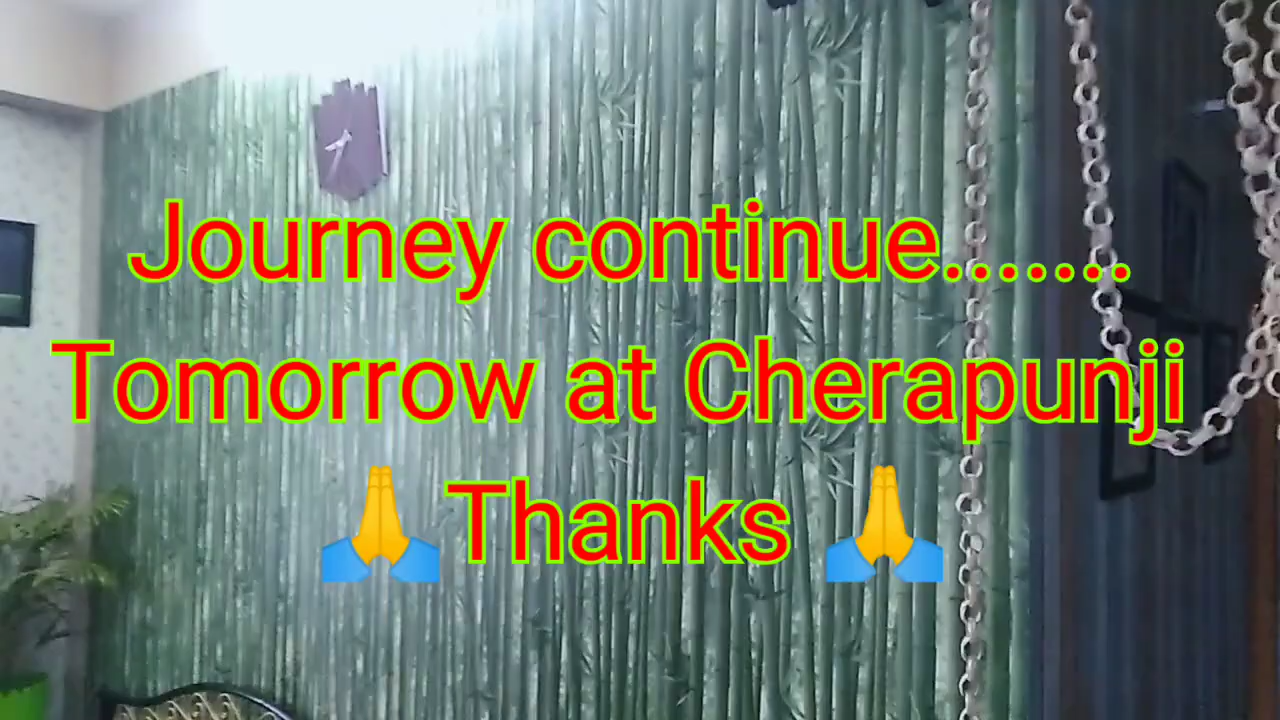 Journey continue.......
Tomorrow at Cherapunji
🙏Thanks 🙏